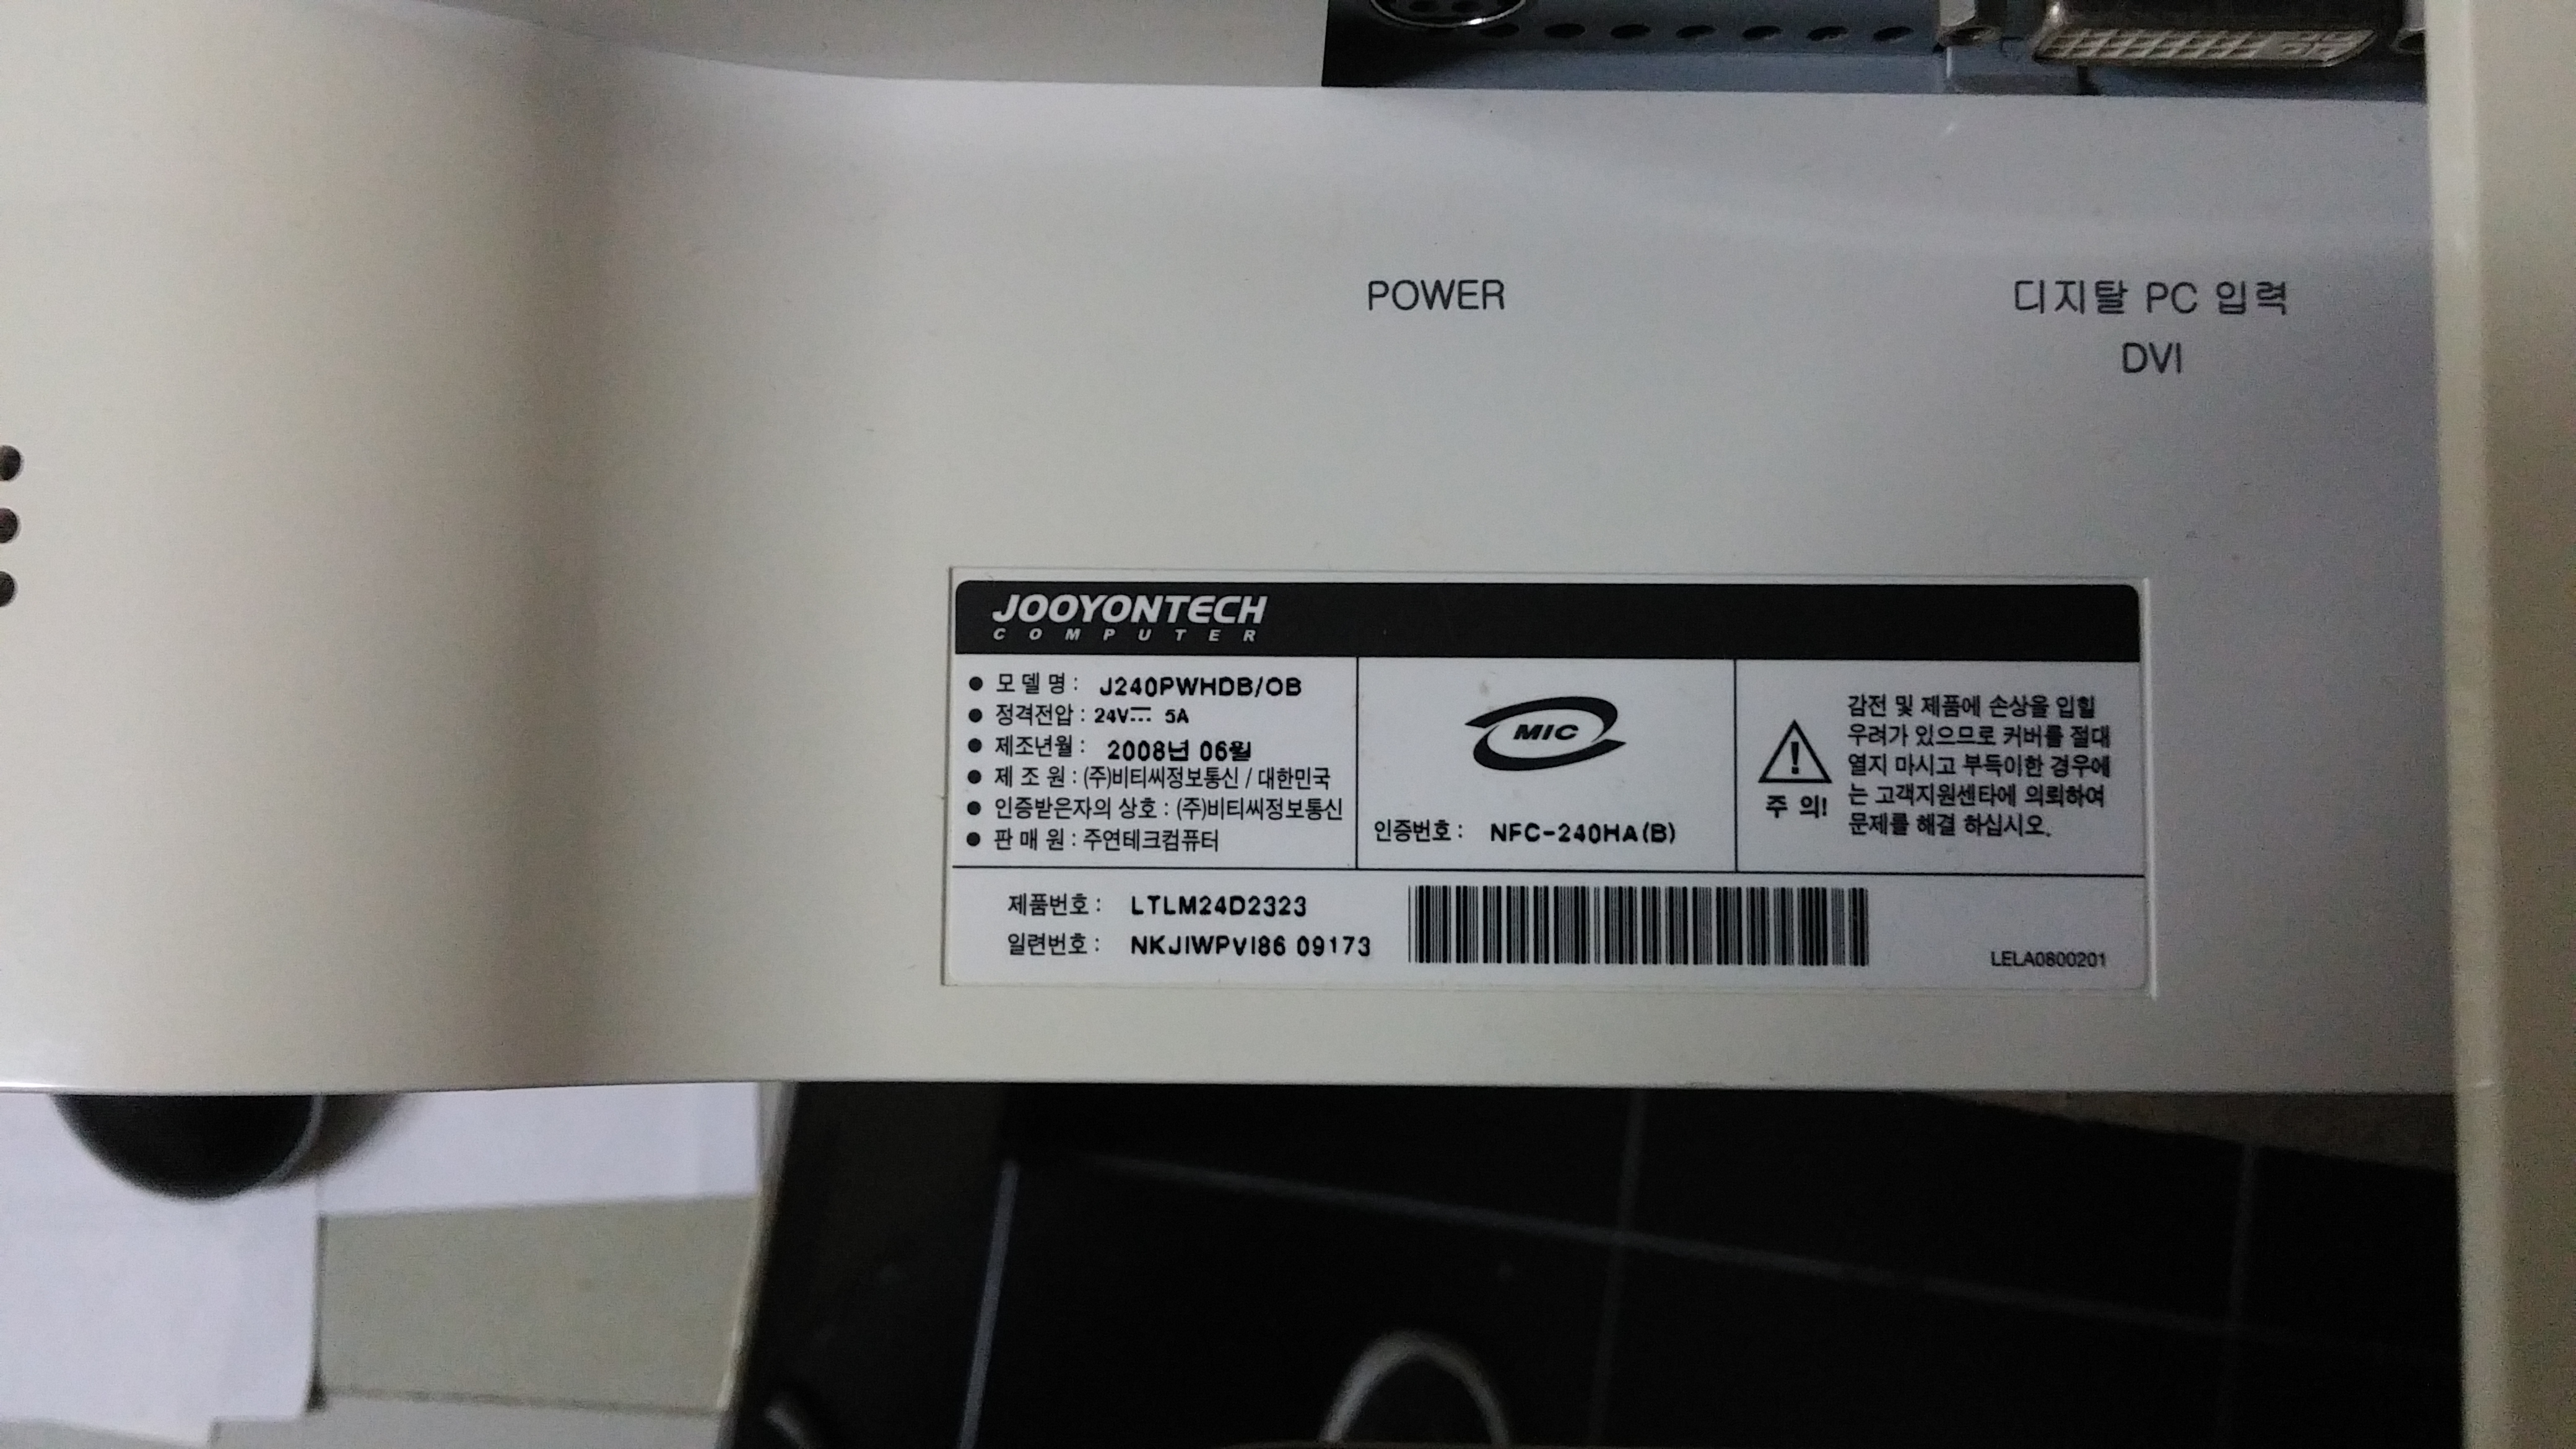 POWER
디지탈 PC 입력
DVI
JOOYONTECH
COMPUTER
● 모 델 명 : J240PWHDB/OB
● 정격전압 : 24V⎓ 5A
● 제조년월 : 2008년 06월
● 제 조 원 : (주)비티씨정보통신 / 대한민국
● 인증받은자의 상호 : (주)비티씨정보통신
● 판 매 원 : 주연테크컴퓨터
MIC
인증번호 : NFC-240HA(B)
주 의!
감전 및 제품에 손상을 입힐
우려가 있으므로 커버를 절대
열지 마시고 부득이한 경우에
는 고객지원센타에 의뢰하여
문제를 해결 하십시오.
제품번호 : LTLM24D2323
일련번호 : NKJIWPVI86 09173
LELA0800201